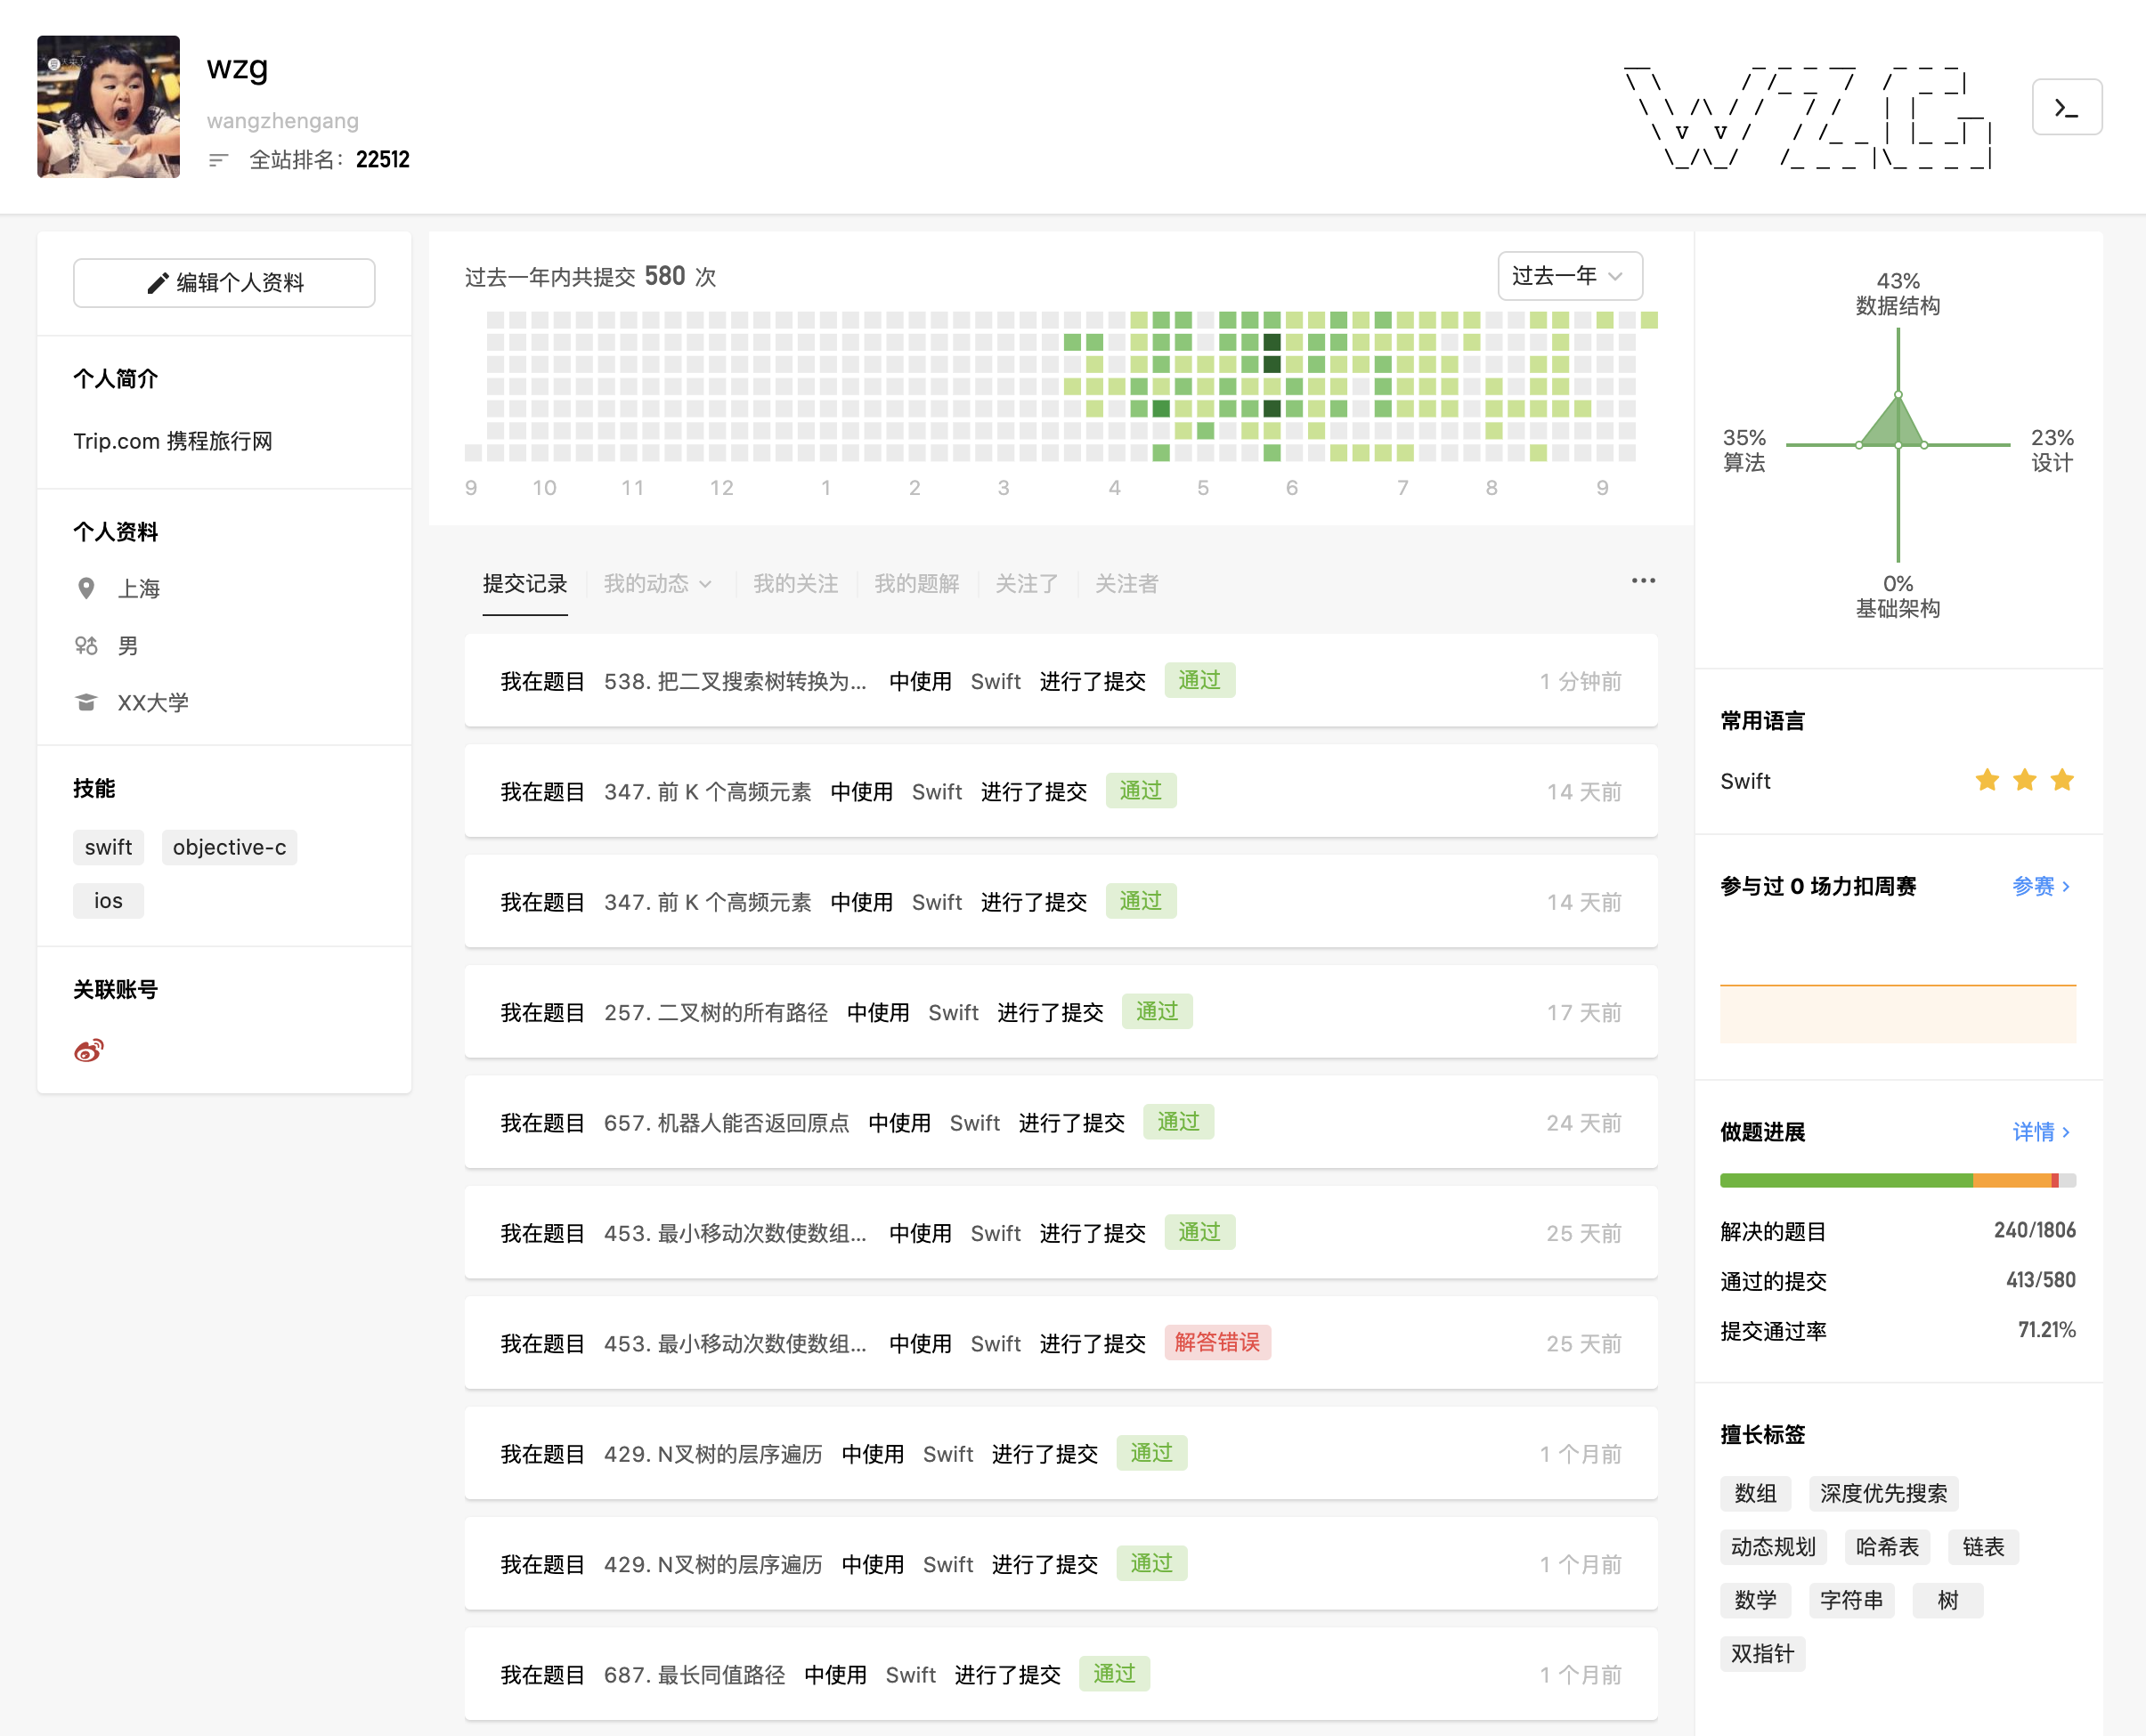 wzg
wangzhengang
全站排名： 22512
编辑个人资料
个人简介
Trip.com 携程旅行网
个人资料
上海
男
XX大学
技能
swift objective-c
ios
关联账号
过去一年内共提交 580 次
过去一年
9 10 11 12 1 2 3 4 5 6 7 8 9
提交记录 我的动态 我的关注 我的题解 关注了 关注者
我在题目 538. 把二叉搜索树转换为... 中使用 Swift 进行了提交 通过 1 分钟前
我在题目 347. 前 K 个高频元素 中使用 Swift 进行了提交 通过 14 天前
我在题目 347. 前 K 个高频元素 中使用 Swift 进行了提交 通过 14 天前
我在题目 257. 二叉树的所有路径 中使用 Swift 进行了提交 通过 17 天前
我在题目 657. 机器人能否返回原点 中使用 Swift 进行了提交 通过 24 天前
我在题目 453. 最小移动次数使数组... 中使用 Swift 进行了提交 通过 25 天前
我在题目 453. 最小移动次数使数组... 中使用 Swift 进行了提交 解答错误 25 天前
我在题目 429. N叉树的层序遍历 中使用 Swift 进行了提交 通过 1 个月前
我在题目 429. N叉树的层序遍历 中使用 Swift 进行了提交 通过 1 个月前
我在题目 687. 最长同值路径 中使用 Swift 进行了提交 通过 1 个月前
43%
数据结构
35%
算法
23%
设计
0%
基础架构
常用语言
Swift
参与过 0 场力扣周赛 参赛 >
做题进展 详情 >
解决的题目 240/1806
通过的提交 413/580
提交通过率 71.21%
擅长标签
数组 深度优先搜索
动态规划 哈希表 链表
数学 字符串 树
双指针